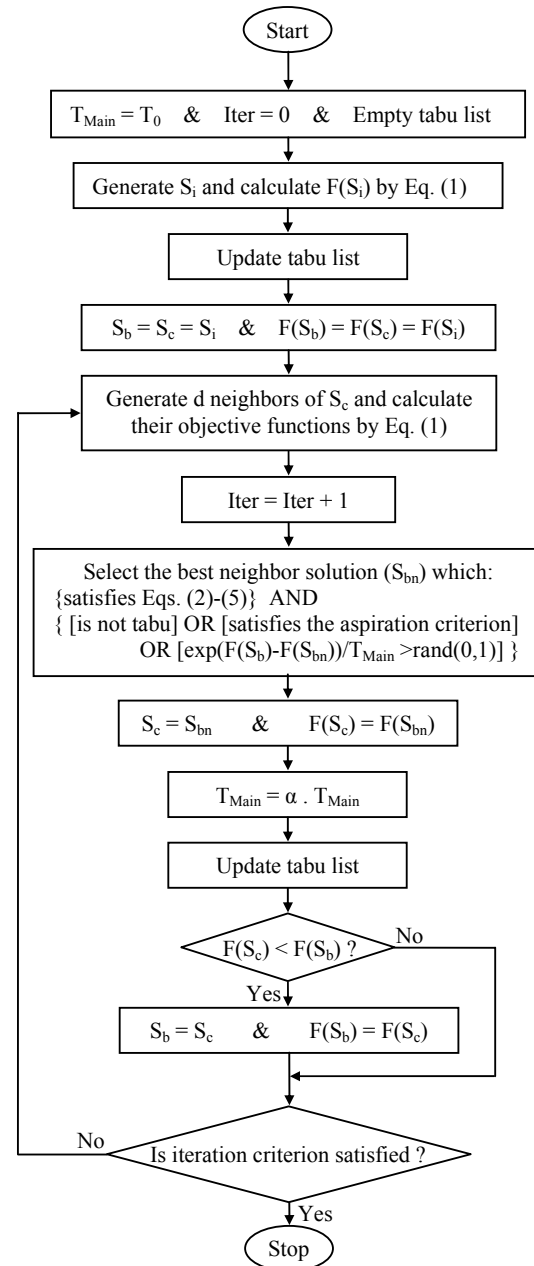 Start
T_Main = T_0 & Iter = 0 & Empty tabu list
Generate S_i and calculate F(S_i) by Eq. (1)
Update tabu list
S_b = S_c = S_i & F(S_b) = F(S_c) = F(S_i)
Generate d neighbors of S_c and calculate
their objective functions by Eq. (1)
Iter = Iter + 1
Select the best neighbor solution (S_bn) which:
{satisfies Eqs. (2)-(5)} AND
{ [is not tabu] OR [satisfies the aspiration criterion]
OR [exp(F(S_b)-F(S_bn))/T_Main >rand(0,1)] }
S_c = S_bn & F(S_c) = F(S_bn)
T_Main = α . T_Main
Update tabu list
F(S_c) < F(S_b) ?
No
Yes
S_b = S_c & F(S_b) = F(S_c)
No
Is iteration criterion satisfied ?
Yes
Stop